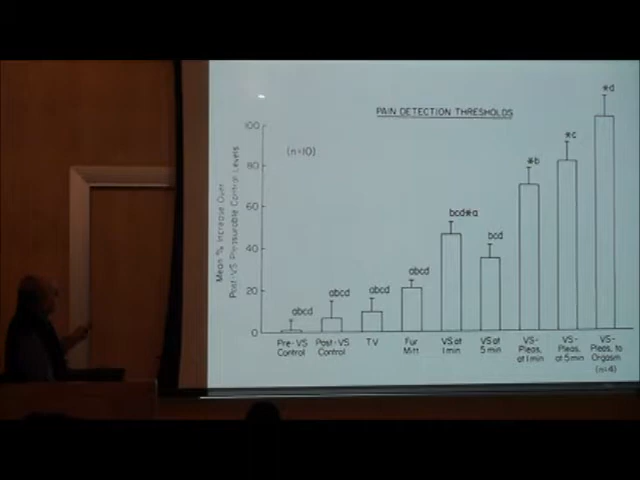 PAIN DETECTION THRESHOLDS
(n=10)
Mean % Increase Over
Post-VS Pressurable Control Levels
100
80
60
40
20
0
abcd
abcd
abcd
abcd
bcd*a
bcd
*b
*c
*d
Pre-VS Control
Post-VS Control
TV
Fur Mitt
VS at 1 min
VS at 5 min
VS-Pleas. at 1 min
VS-Pleas. at 5 min
VS-Pleas. to Orgasm
(n=4)